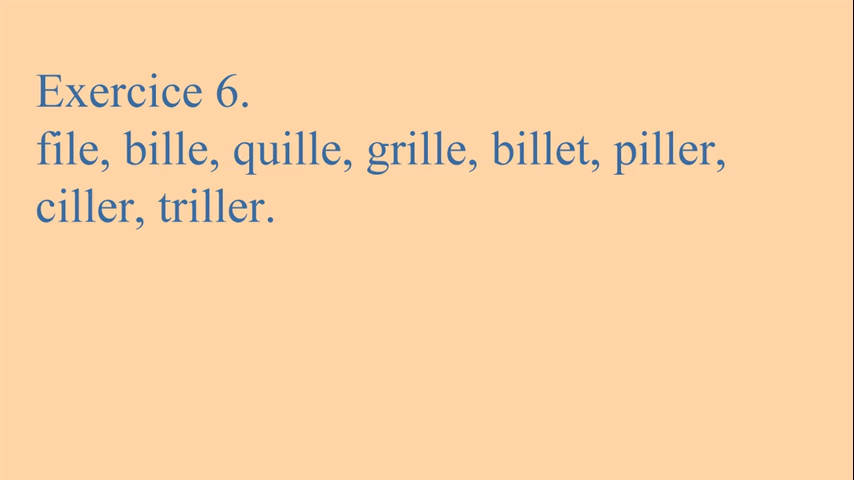 Exercice 6.
file, bille, quille, grille, billet, piller,
ciller, triller.